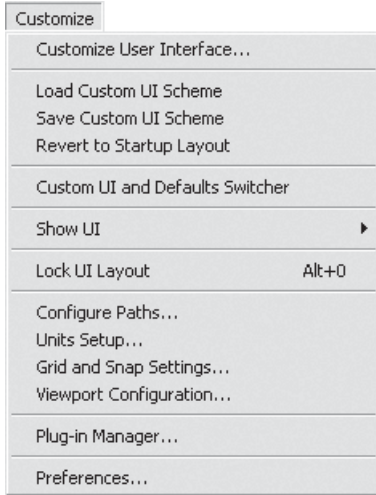 Customize
Customize User Interface...
Load Custom UI Scheme
Save Custom UI Scheme
Revert to Startup Layout
Custom UI and Defaults Switcher
Show UI
Lock UI Layout Alt+0
Configure Paths...
Units Setup...
Grid and Snap Settings...
Viewport Configuration...
Plug-in Manager...
Preferences...